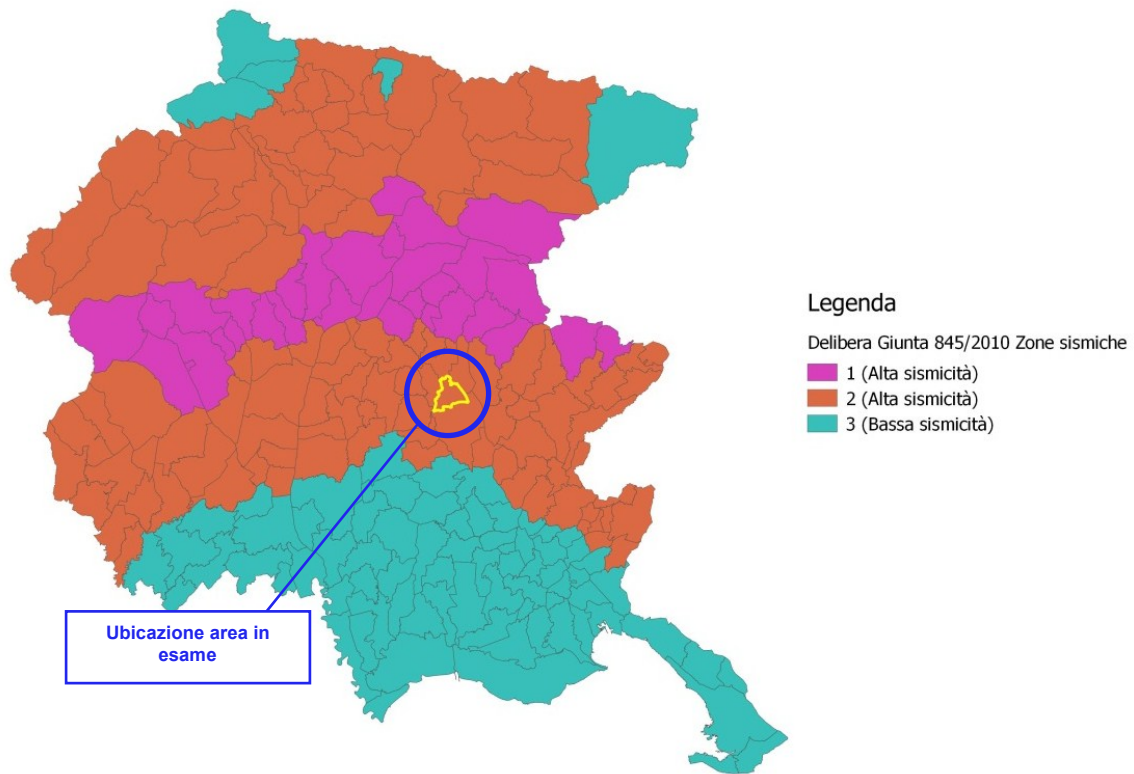 Legenda
Delibera Giunta 845/2010 Zone sismiche
1 (Alta sismicità)
2 (Alta sismicità)
3 (Bassa sismicità)
Ubicazione area in
esame